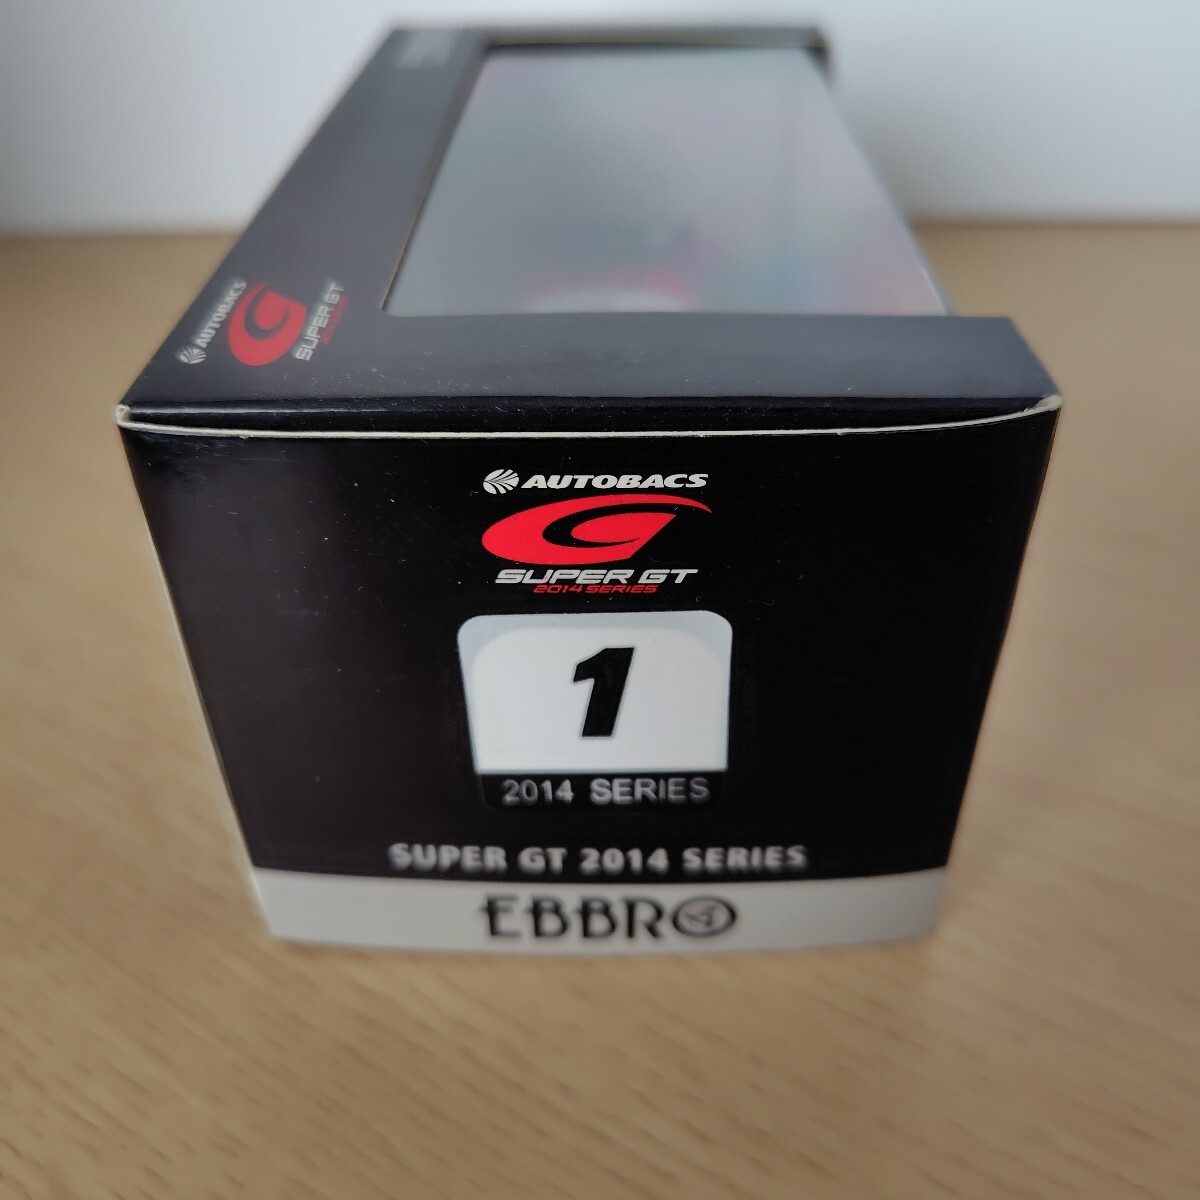 AUTOBACS
SUPER GT
AUTOBACS
SUPER GT
2014 SERIES
1
2014 SERIES
SUPER GT 2014 SERIES
EBBRO